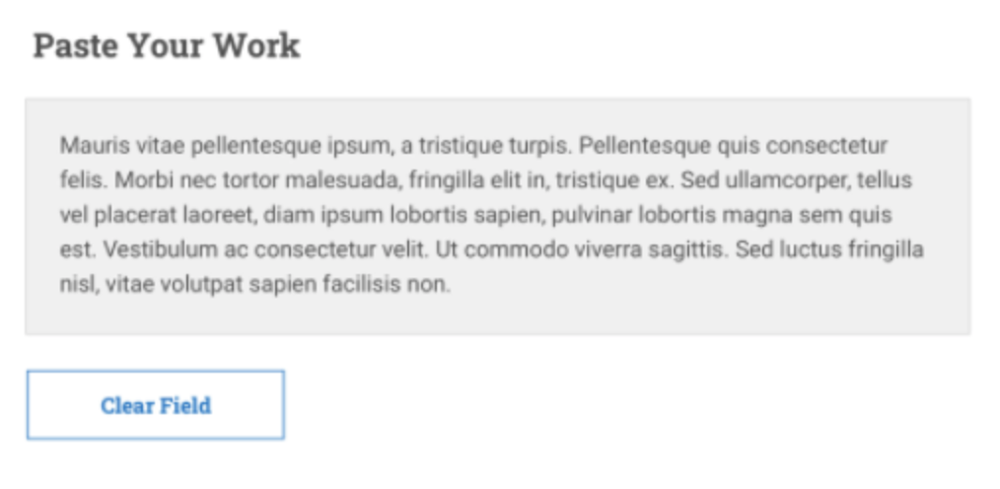 Paste Your Work
Mauris vitae pellentesque ipsum, a tristique turpis. Pellentesque quis consectetur
felis. Morbi nec tortor malesuada, fringilla elit in, tristique ex. Sed ullamcorper, tellus
vel placerat laoreet, diam ipsum lobortis sapien, pulvinar lobortis magna sem quis
est. Vestibulum ac consectetur velit. Ut commodo viverra sagittis. Sed luctus fringilla
nisl, vitae volutpat sapien facilisis non.
Clear Field